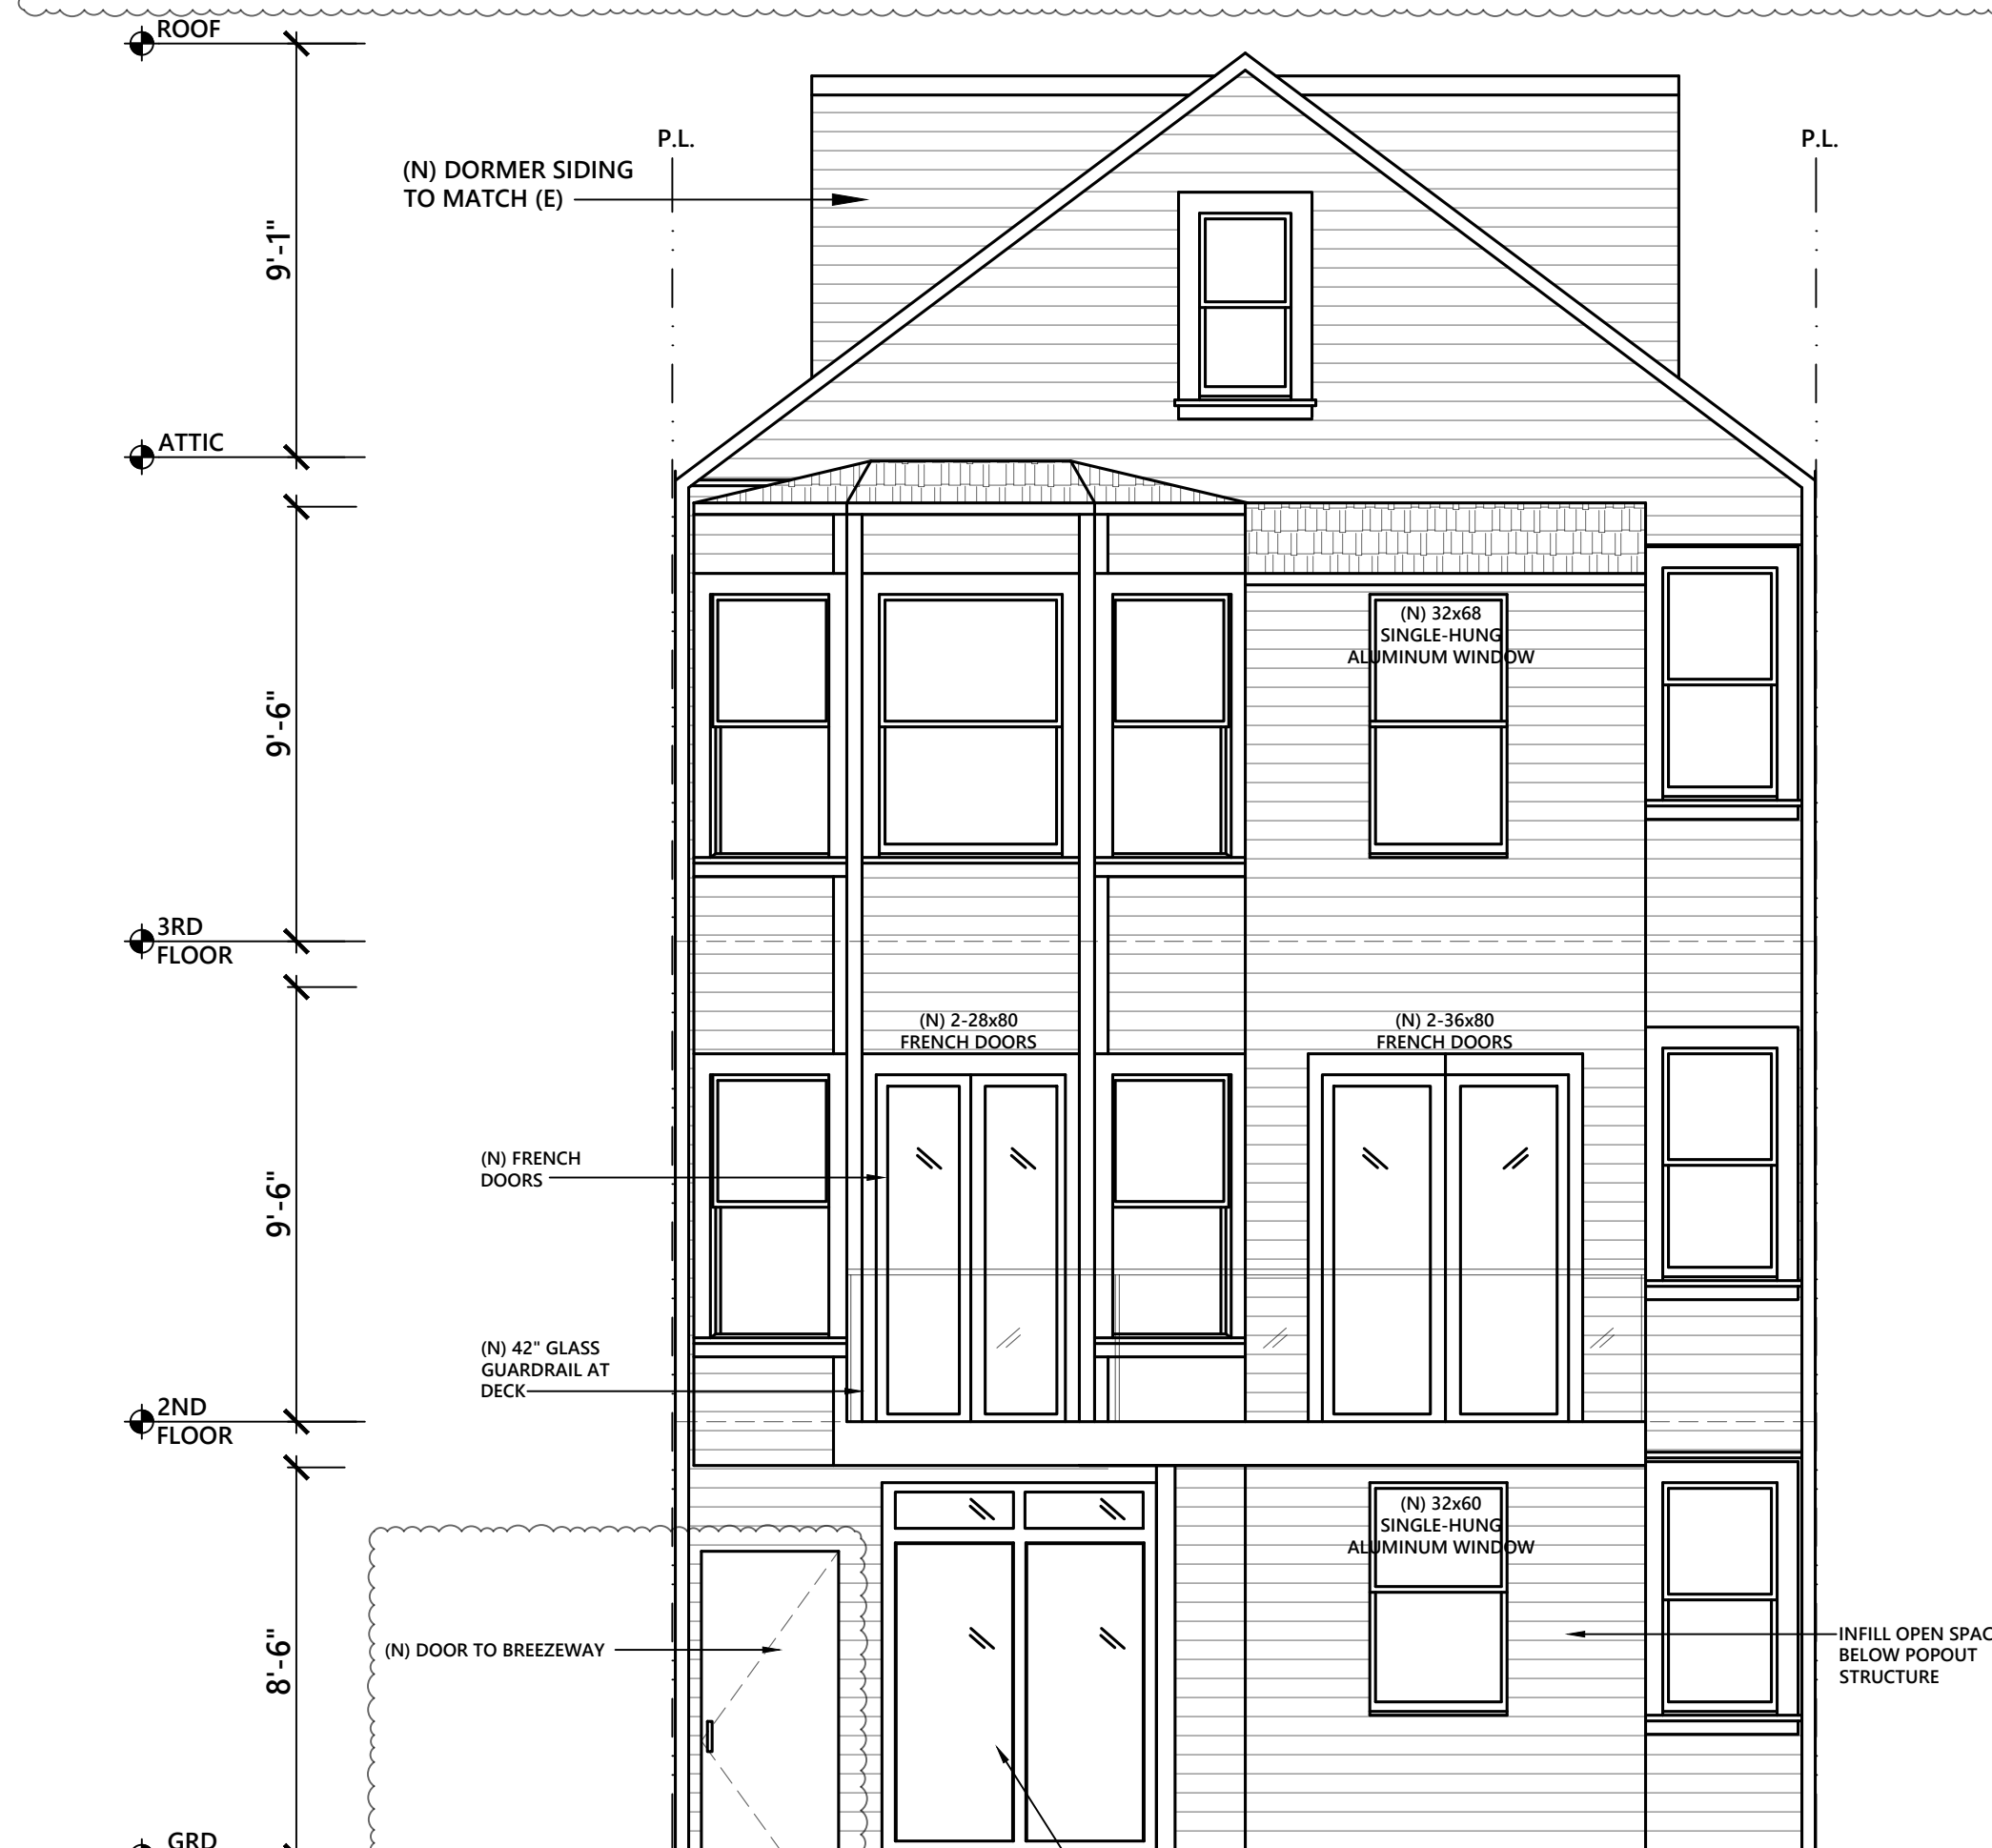 ROOF
P.L.
P.L.
(N) DORMER SIDING
TO MATCH (E)
9'-1"
ATTIC
(N) 32x68
SINGLE-HUNG
ALUMINUM WINDOW
9'-6"
3RD
FLOOR
(N) 2-28x80
FRENCH DOORS
(N) 2-36x80
FRENCH DOORS
(N) FRENCH
DOORS
9'-6"
(N) 42" GLASS
GUARDRAIL AT
DECK
2ND
FLOOR
(N) 32x60
SINGLE-HUNG
ALUMINUM WINDOW
(N) DOOR TO BREEZEWAY
8'-6"
INFILL OPEN SPAC
BELOW POPOUT
STRUCTURE
GRD